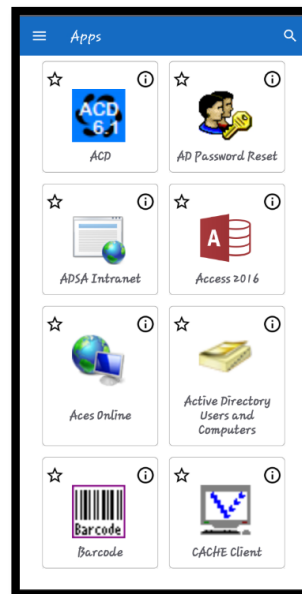 Apps
ACD
6.1
ACD
AD Password Reset
ADSA Intranet
A
Access 2016
Aces Online
Active Directory
Users and
Computers
Barcode
Barcode
CACHE Client